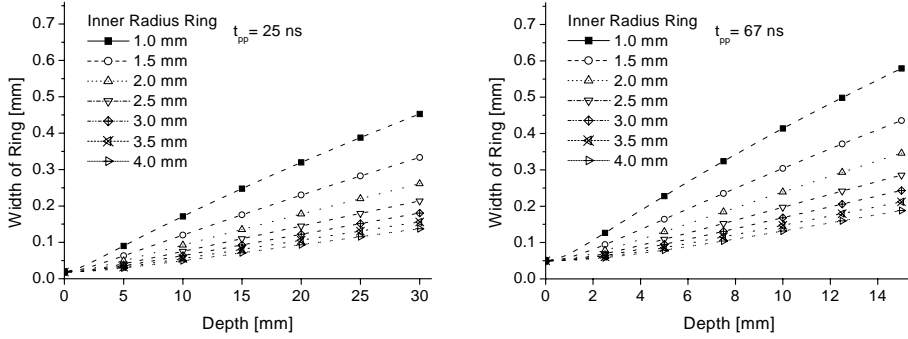 Inner Radius Ring
t_pp = 25 ns
1.0 mm
1.5 mm
2.0 mm
2.5 mm
3.0 mm
3.5 mm
4.0 mm
Width of Ring [mm]
0.7
0.6
0.5
0.4
0.3
0.2
0.1
0.0
0 5 10 15 20 25 30
Depth [mm]
Inner Radius Ring
t_pp = 67 ns
1.0 mm
1.5 mm
2.0 mm
2.5 mm
3.0 mm
3.5 mm
4.0 mm
Width of Ring [mm]
0.7
0.6
0.5
0.4
0.3
0.2
0.1
0.0
0 2 4 6 8 10 12 14
Depth [mm]